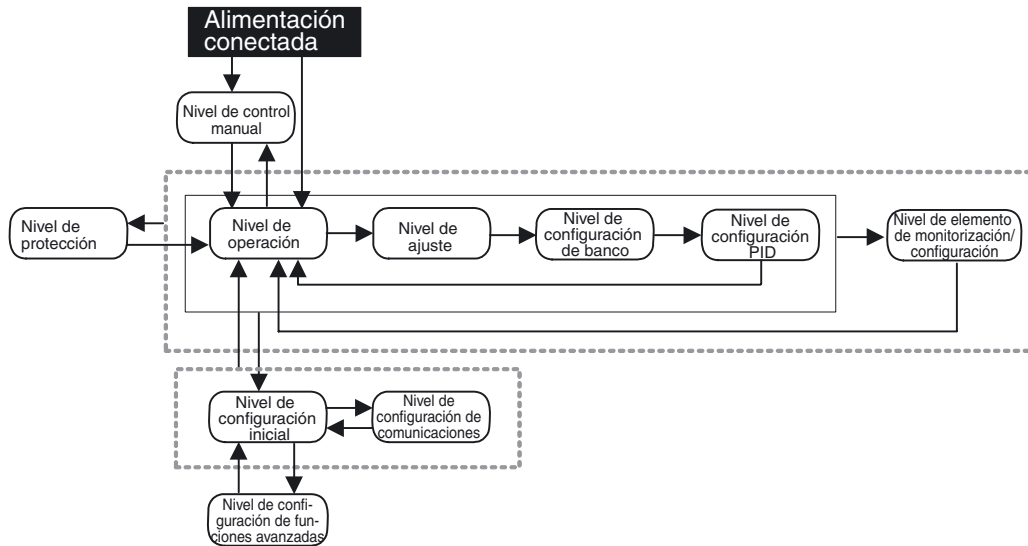 Alimentación
conectada
Nivel de control
manual
Nivel de
protección
Nivel de
operación
Nivel de
ajuste
Nivel de
configuración
de banco
Nivel de
configuración
PID
Nivel de elemento
de monitorización/
configuración
Nivel de
configuración
inicial
Nivel de
configuración de
comunicaciones
Nivel de confi-
guración de fun-
ciones avanzadas